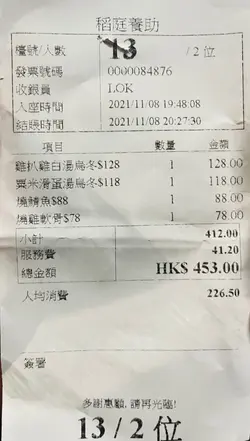 稻庭養助
檯號/人數 13 / 2 位
發票號碼 0000084876
收銀員 LOK
入座時間 2021/11/08 19:48:08
結賬時間 2021/11/08 20:27:30
項目 數量 金額
雞扒雞白湯烏冬$128 1 128.00
粟米滑蛋湯烏冬$118 1 118.00
燒鯖魚$88 1 88.00
燒雞軟骨$78 1 78.00
小計 412.00
服務費 41.20
總金額 HK$ 453.00
人均消費 226.50
簽署
多謝惠顧, 請再光臨!
13 / 2 位